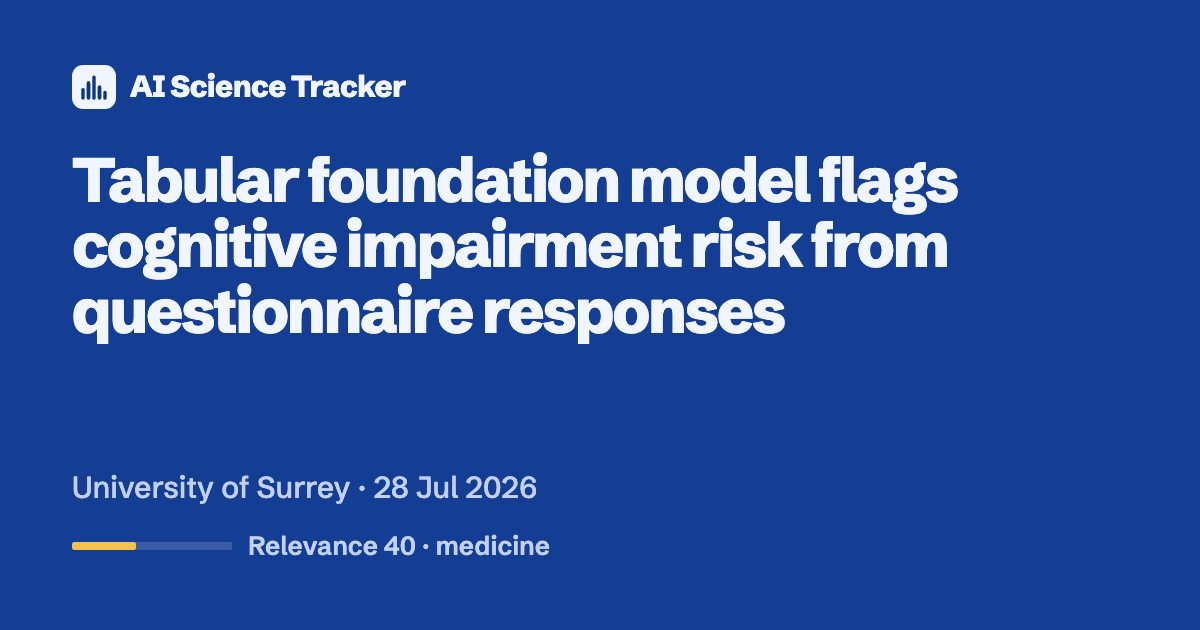 AI Science Tracker
Tabular foundation model flags
cognitive impairment risk from
questionnaire responses
University of Surrey · 28 Jul 2026
Relevance 40 · medicine